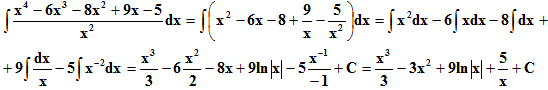 ∫ (x⁴ − 6x³ − 8x² + 9x − 5)/x² dx = ∫ (x² − 6x − 8 + 9/x − 5/x²) dx = ∫ x²dx − 6∫ xdx − 8∫ dx +
+ 9∫ dx/x − 5∫ x⁻²dx = x³/3 − 6 x²/2 − 8x + 9ln|x| − 5 x⁻¹/−1 + C = x³/3 − 3x² + 9ln|x| + 5/x + C